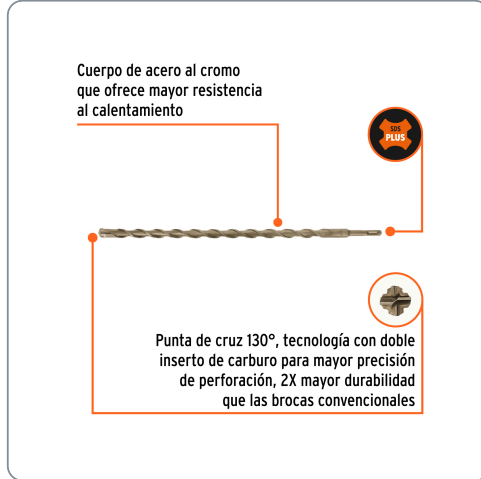 Cuerpo de acero al cromo
que ofrece mayor resistencia
al calentamiento
SDS
PLUS
Punta de cruz 130°, tecnología con doble
inserto de carburo para mayor precisión
de perforación, 2X mayor durabilidad
que las brocas convencionales